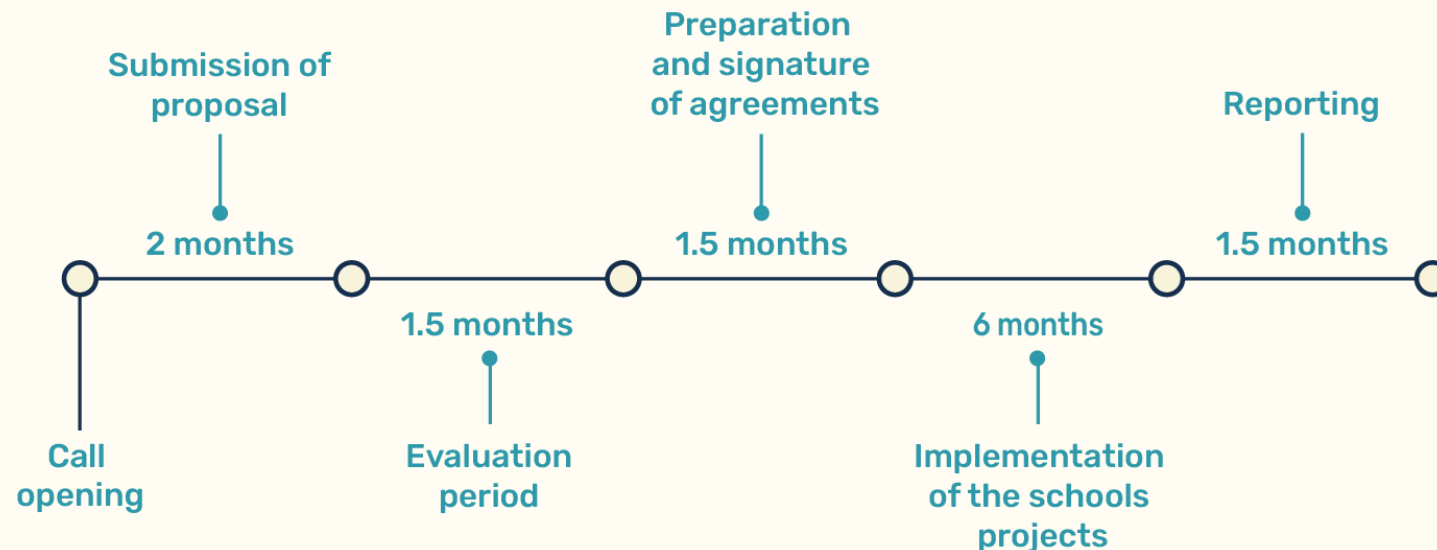 Submission of
proposal
2 months
Preparation
and signature
of agreements
1.5 months
Reporting
1.5 months
Call
opening
1.5 months
Evaluation
period
6 months
Implementation
of the schools
projects